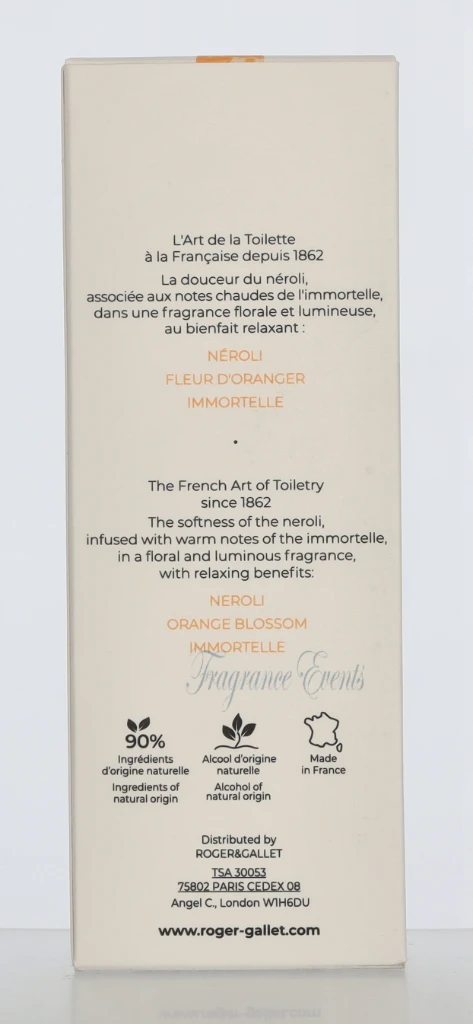 L'Art de la Toilette
à la Française depuis 1862
La douceur du néroli,
associée aux notes chaudes de l'immortelle,
dans une fragrance florale et lumineuse,
au bienfait relaxant :
NÉROLI
FLEUR D'ORANGER
IMMORTELLE
The French Art of Toiletry
since 1862
The softness of the neroli,
infused with warm notes of the immortelle,
in a floral and luminous fragrance,
with relaxing benefits:
NEROLI
ORANGE BLOSSOM
IMMORTELLE
Fragrance Events
90%
Ingrédients
d'origine naturelle
Ingredients of
natural origin
Alcool d'origine
naturelle
Alcohol of
natural origin
Made
in France
Distributed by
ROGER&GALLET
TSA 30053
75802 PARIS CEDEX 08
Angel C., London W1H6DU
www.roger-gallet.com